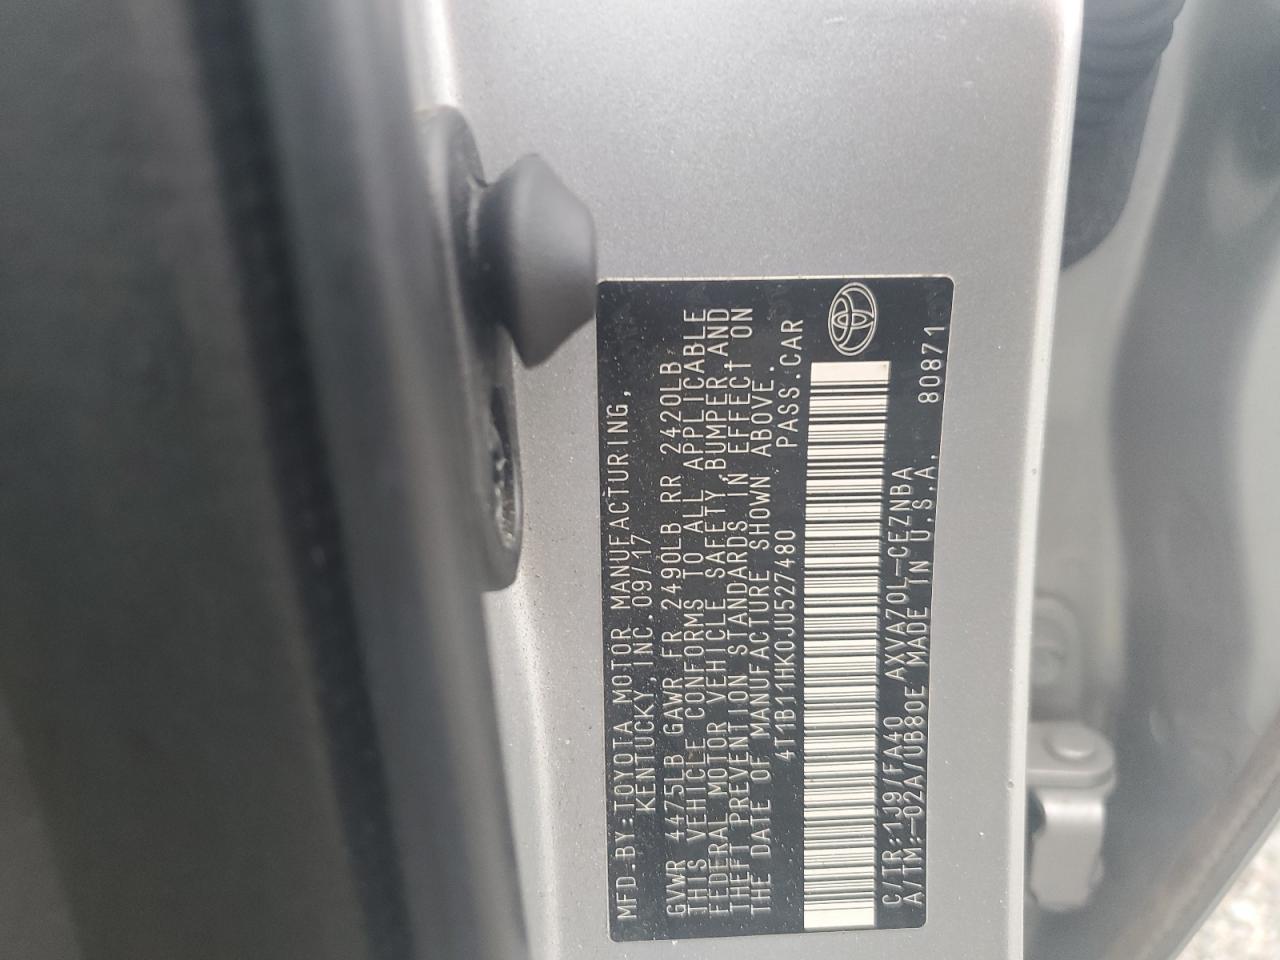 MFD.BY:TOYOTA MOTOR MANUFACTURING,
KENTUCKY, INC. 09/17
GVWR 4475LB GAWR FR 2490LB RR 2420LB
THIS VEHICLE CONFORMS TO ALL APPLICABLE
FEDERAL MOTOR VEHICLE SAFETY,BUMPER,AND
THEFT PREVENTION STANDARDS IN EFFECT ON
THE DATE OF MANUFACTURE SHOWN ABOVE.
4T1B11HK0JU527480 PASS.CAR
C/TR:1J9/FA40 AXVA70L-CEZNBA
A/TM:-02A/UB80E MADE IN U.S.A. 80871